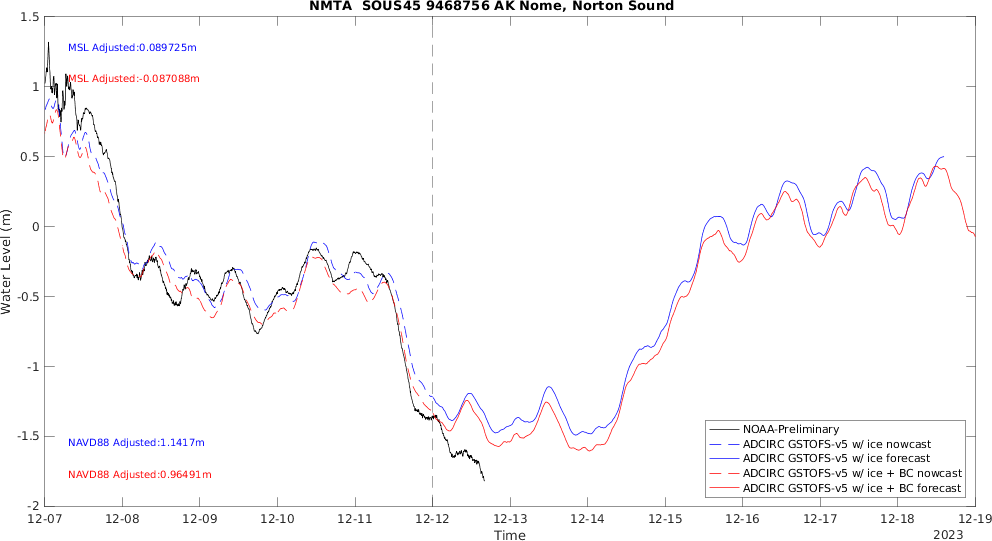 NMTA SOUS45 9468756 AK Nome, Norton Sound
1.5
1
0.5
0
-0.5
-1
-1.5
-2
Water Level (m)
MSL Adjusted:0.089725m
MSL Adjusted:-0.087088m
NAVD88 Adjusted:1.1417m
NAVD88 Adjusted:0.96491m
NOAA-Preliminary
ADCIRC GSTOFS-v5 w/ ice nowcast
ADCIRC GSTOFS-v5 w/ ice forecast
ADCIRC GSTOFS-v5 w/ ice + BC nowcast
ADCIRC GSTOFS-v5 w/ ice + BC forecast
12-07 12-08 12-09 12-10 12-11 12-12 12-13 12-14 12-15 12-16 12-17 12-18 12-19
Time
2023